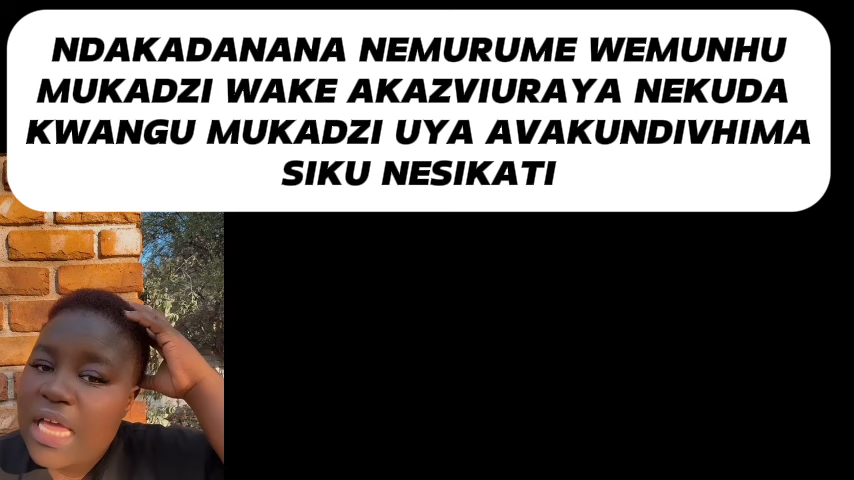 NDAKADANANA NEMURUME WEMUNHU
MUKADZI WAKE AKAZVIURAYA NEKUDA
KWANGU MUKADZI UYA AVAKUNDIVHIMA
SIKU NESIKATI